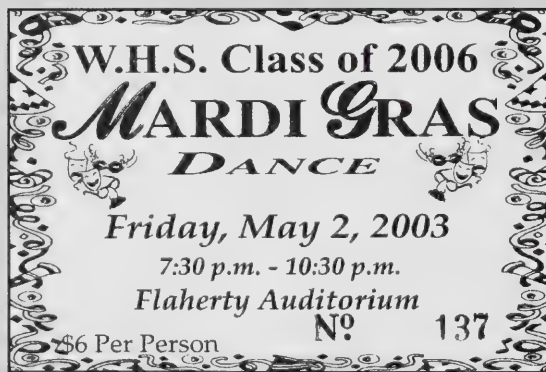 W.H.S. Class of 2006
MARDI GRAS
DANCE
Friday, May 2, 2003
7:30 p.m. - 10:30 p.m.
Flaherty Auditorium
$6 Per Person Nº 137